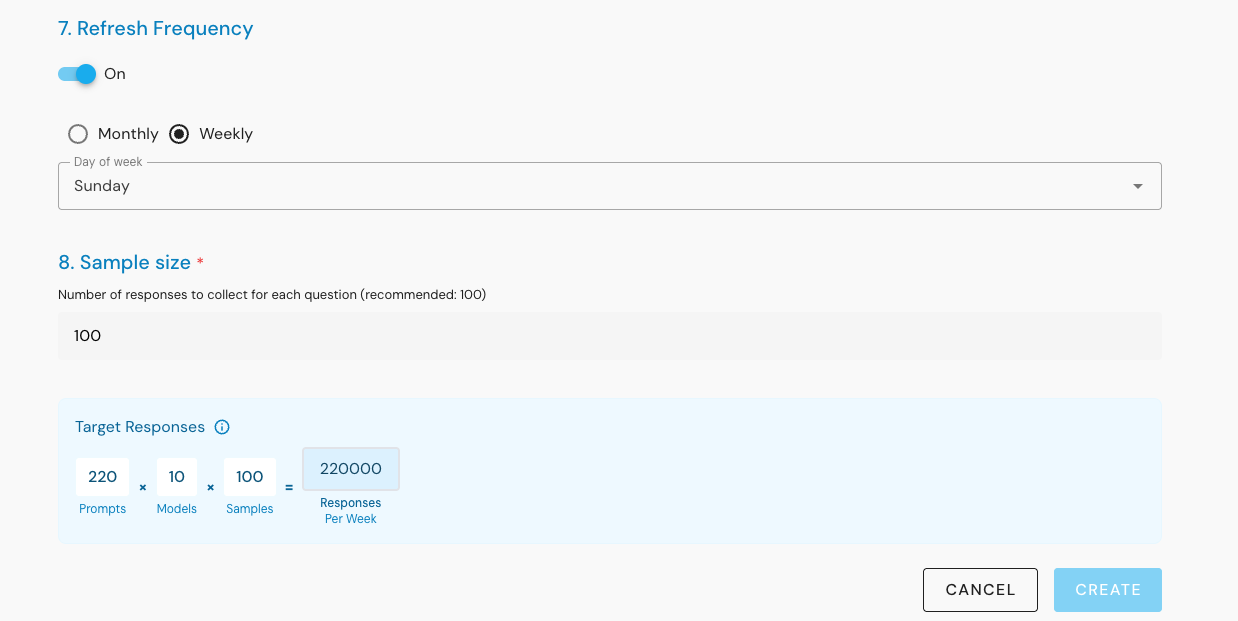 7. Refresh Frequency
On
Monthly Weekly
Day of week
Sunday
8. Sample size *
Number of responses to collect for each question (recommended: 100)
100
Target Responses
220 × 10 × 100 = 220000
Prompts Models Samples Responses
Per Week
CANCEL CREATE